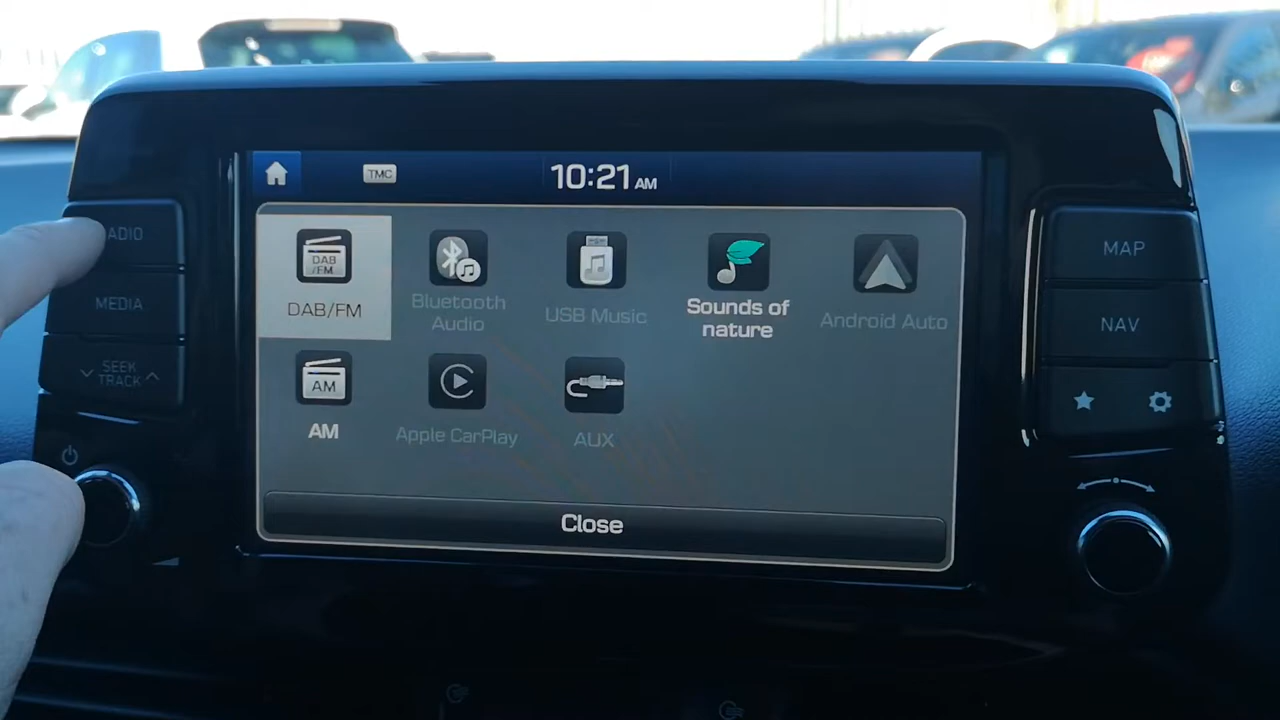 TMC
10:21 AM
ADIO
MEDIA
SEEK
TRACK
DAB
/FM
DAB/FM
Bluetooth
Audio
USB Music
Sounds of
nature
Android Auto
AM
AM
Apple CarPlay
AUX
Close
MAP
NAV